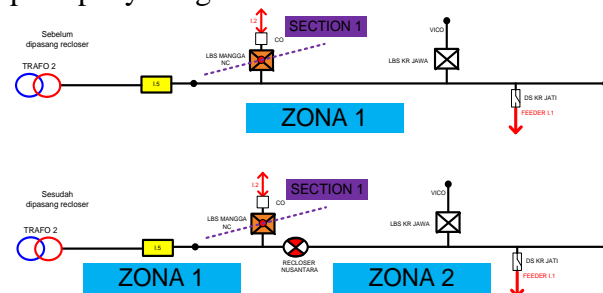 Sebelum
dipasang recloser
TRAFO 2
I.5
I.2
CO
SECTION 1
LBS MANGGA
NC
VICO
LBS KR JAWA
DS KR JATI
FEEDER I.1
ZONA 1
Sesudah
dipasang recloser
TRAFO 2
I.5
I.2
CO
SECTION 1
LBS MANGGA
NC
RECLOSER
NUSANTARA
VICO
LBS KR JAWA
DS KR JATI
FEEDER I.1
ZONA 1
ZONA 2